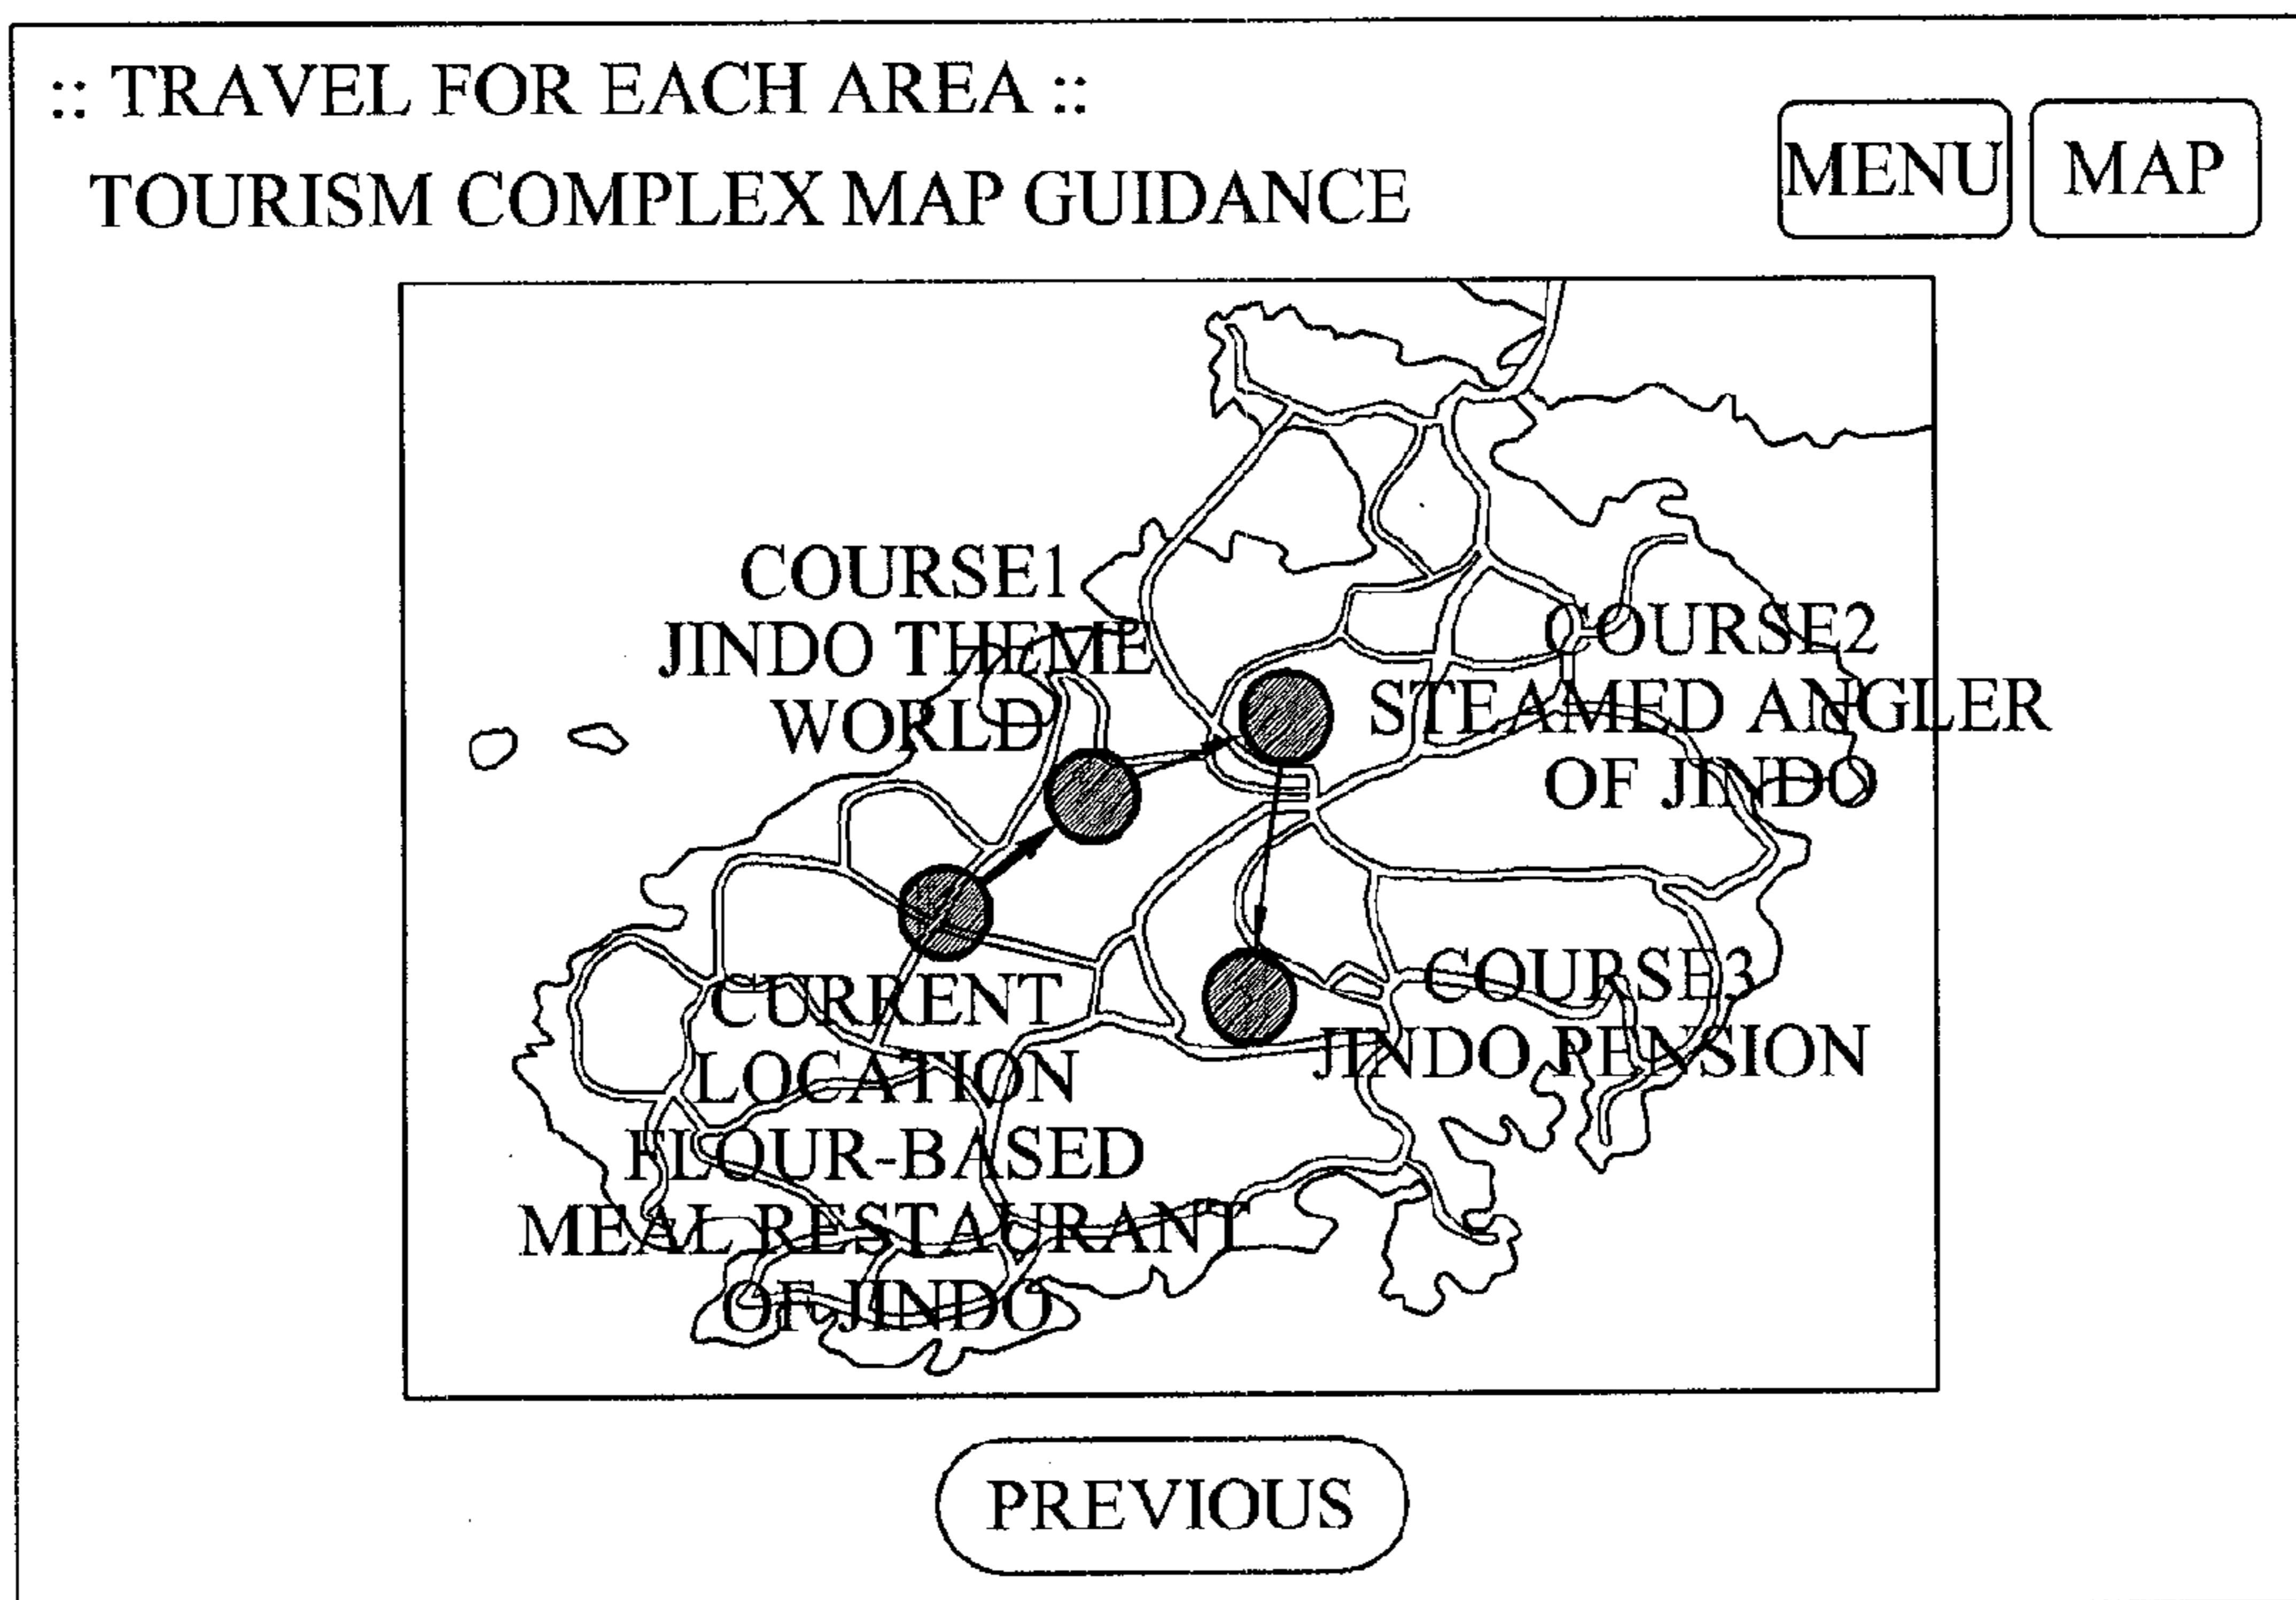 :: TRAVEL FOR EACH AREA ::
TOURISM COMPLEX MAP GUIDANCE
MENU
MAP
COURSE1
JINDO THEME
WORLD
COURSE2
STEAMED ANGLER
OF JINDO
CURRENT
LOCATION
FLOUR-BASED
MEAL RESTAURANT
OF JINDO
COURSE3
JINDO PENSION
PREVIOUS